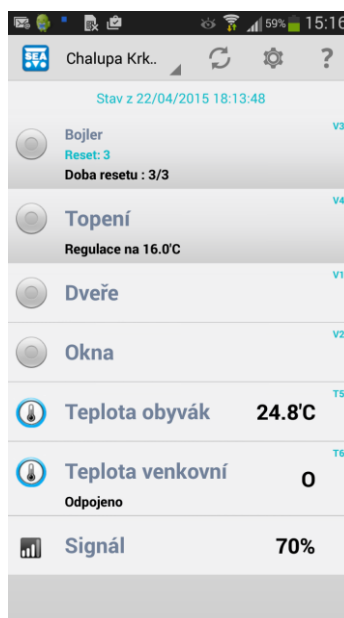 59% 15:16
SEA Chalupa Krk.. ?
Stav z 22/04/2015 18:13:48
Bojler V3
Reset: 3
Doba resetu : 3/3
Topení V4
Regulace na 16.0'C
Dveře V1
Okna V2
Teplota obyvák 24.8'C T5
Teplota venkovní O T6
Odpojeno
Signál 70%